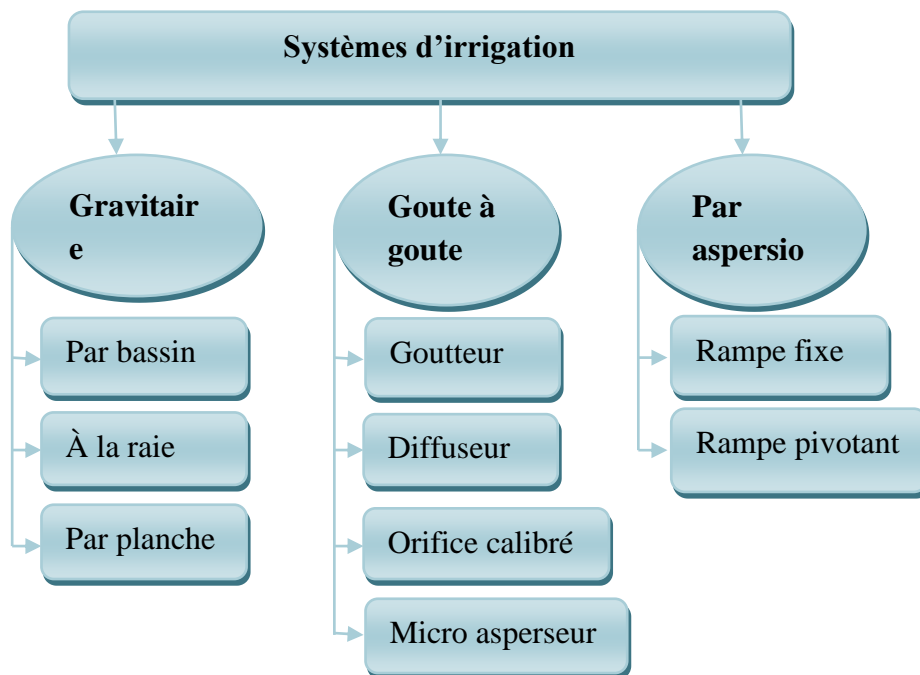 Systèmes d’irrigation
Gravitair
e
Par bassin
À la raie
Par planche
Goute à
goute
Goutteur
Diffuseur
Orifice calibré
Micro asperseur
Par
aspersio
Rampe fixe
Rampe pivotant